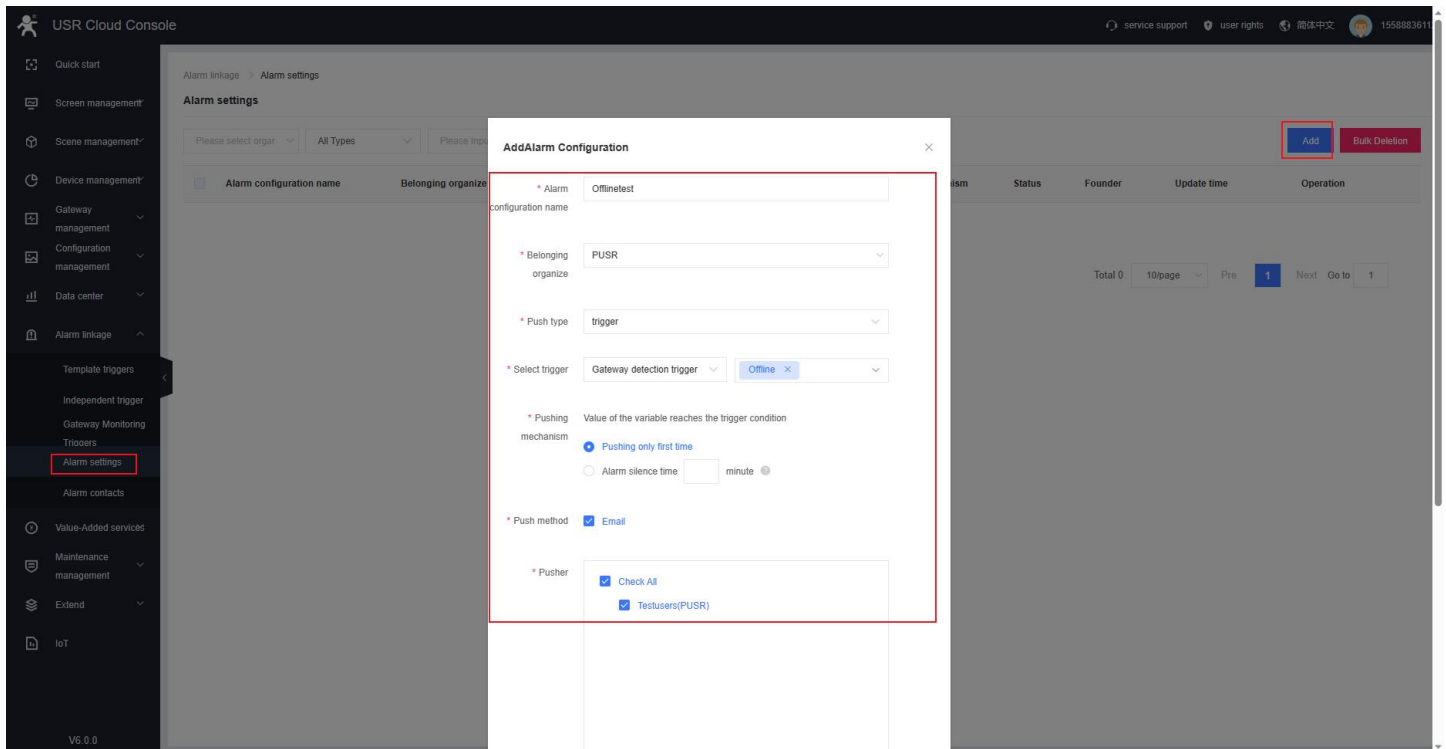 USR Cloud Console
service support
user rights
简体中文
Quick start
Screen management
Scene management
Device management
Gateway
management
Configuration
management
Data center
Alarm linkage
Template triggers
Independent trigger
Gateway Monitoring
Triggers
Alarm settings
Alarm contacts
Value-Added services
Maintenance
management
Extend
IoT
V6.0.0
Alarm linkage > Alarm settings
Alarm settings
Please select organ
All Types
Please
Add
Bulk Deletion
Alarm configuration name
Belonging organize
Status
Founder
Update time
Operation
Total 0
10/page
Pre
1
Next
Go to
1
AddAlarm Configuration
* Alarm
configuration name
Offlinetest
* Belonging
organize
PUSR
* Push type
trigger
* Select trigger
Gateway detection trigger
Offline ×
* Pushing
mechanism
Value of the variable reaches the trigger condition
Pushing only first time
Alarm silence time
minute
* Push method
Email
* Pusher
Check All
Testusers(PUSR)